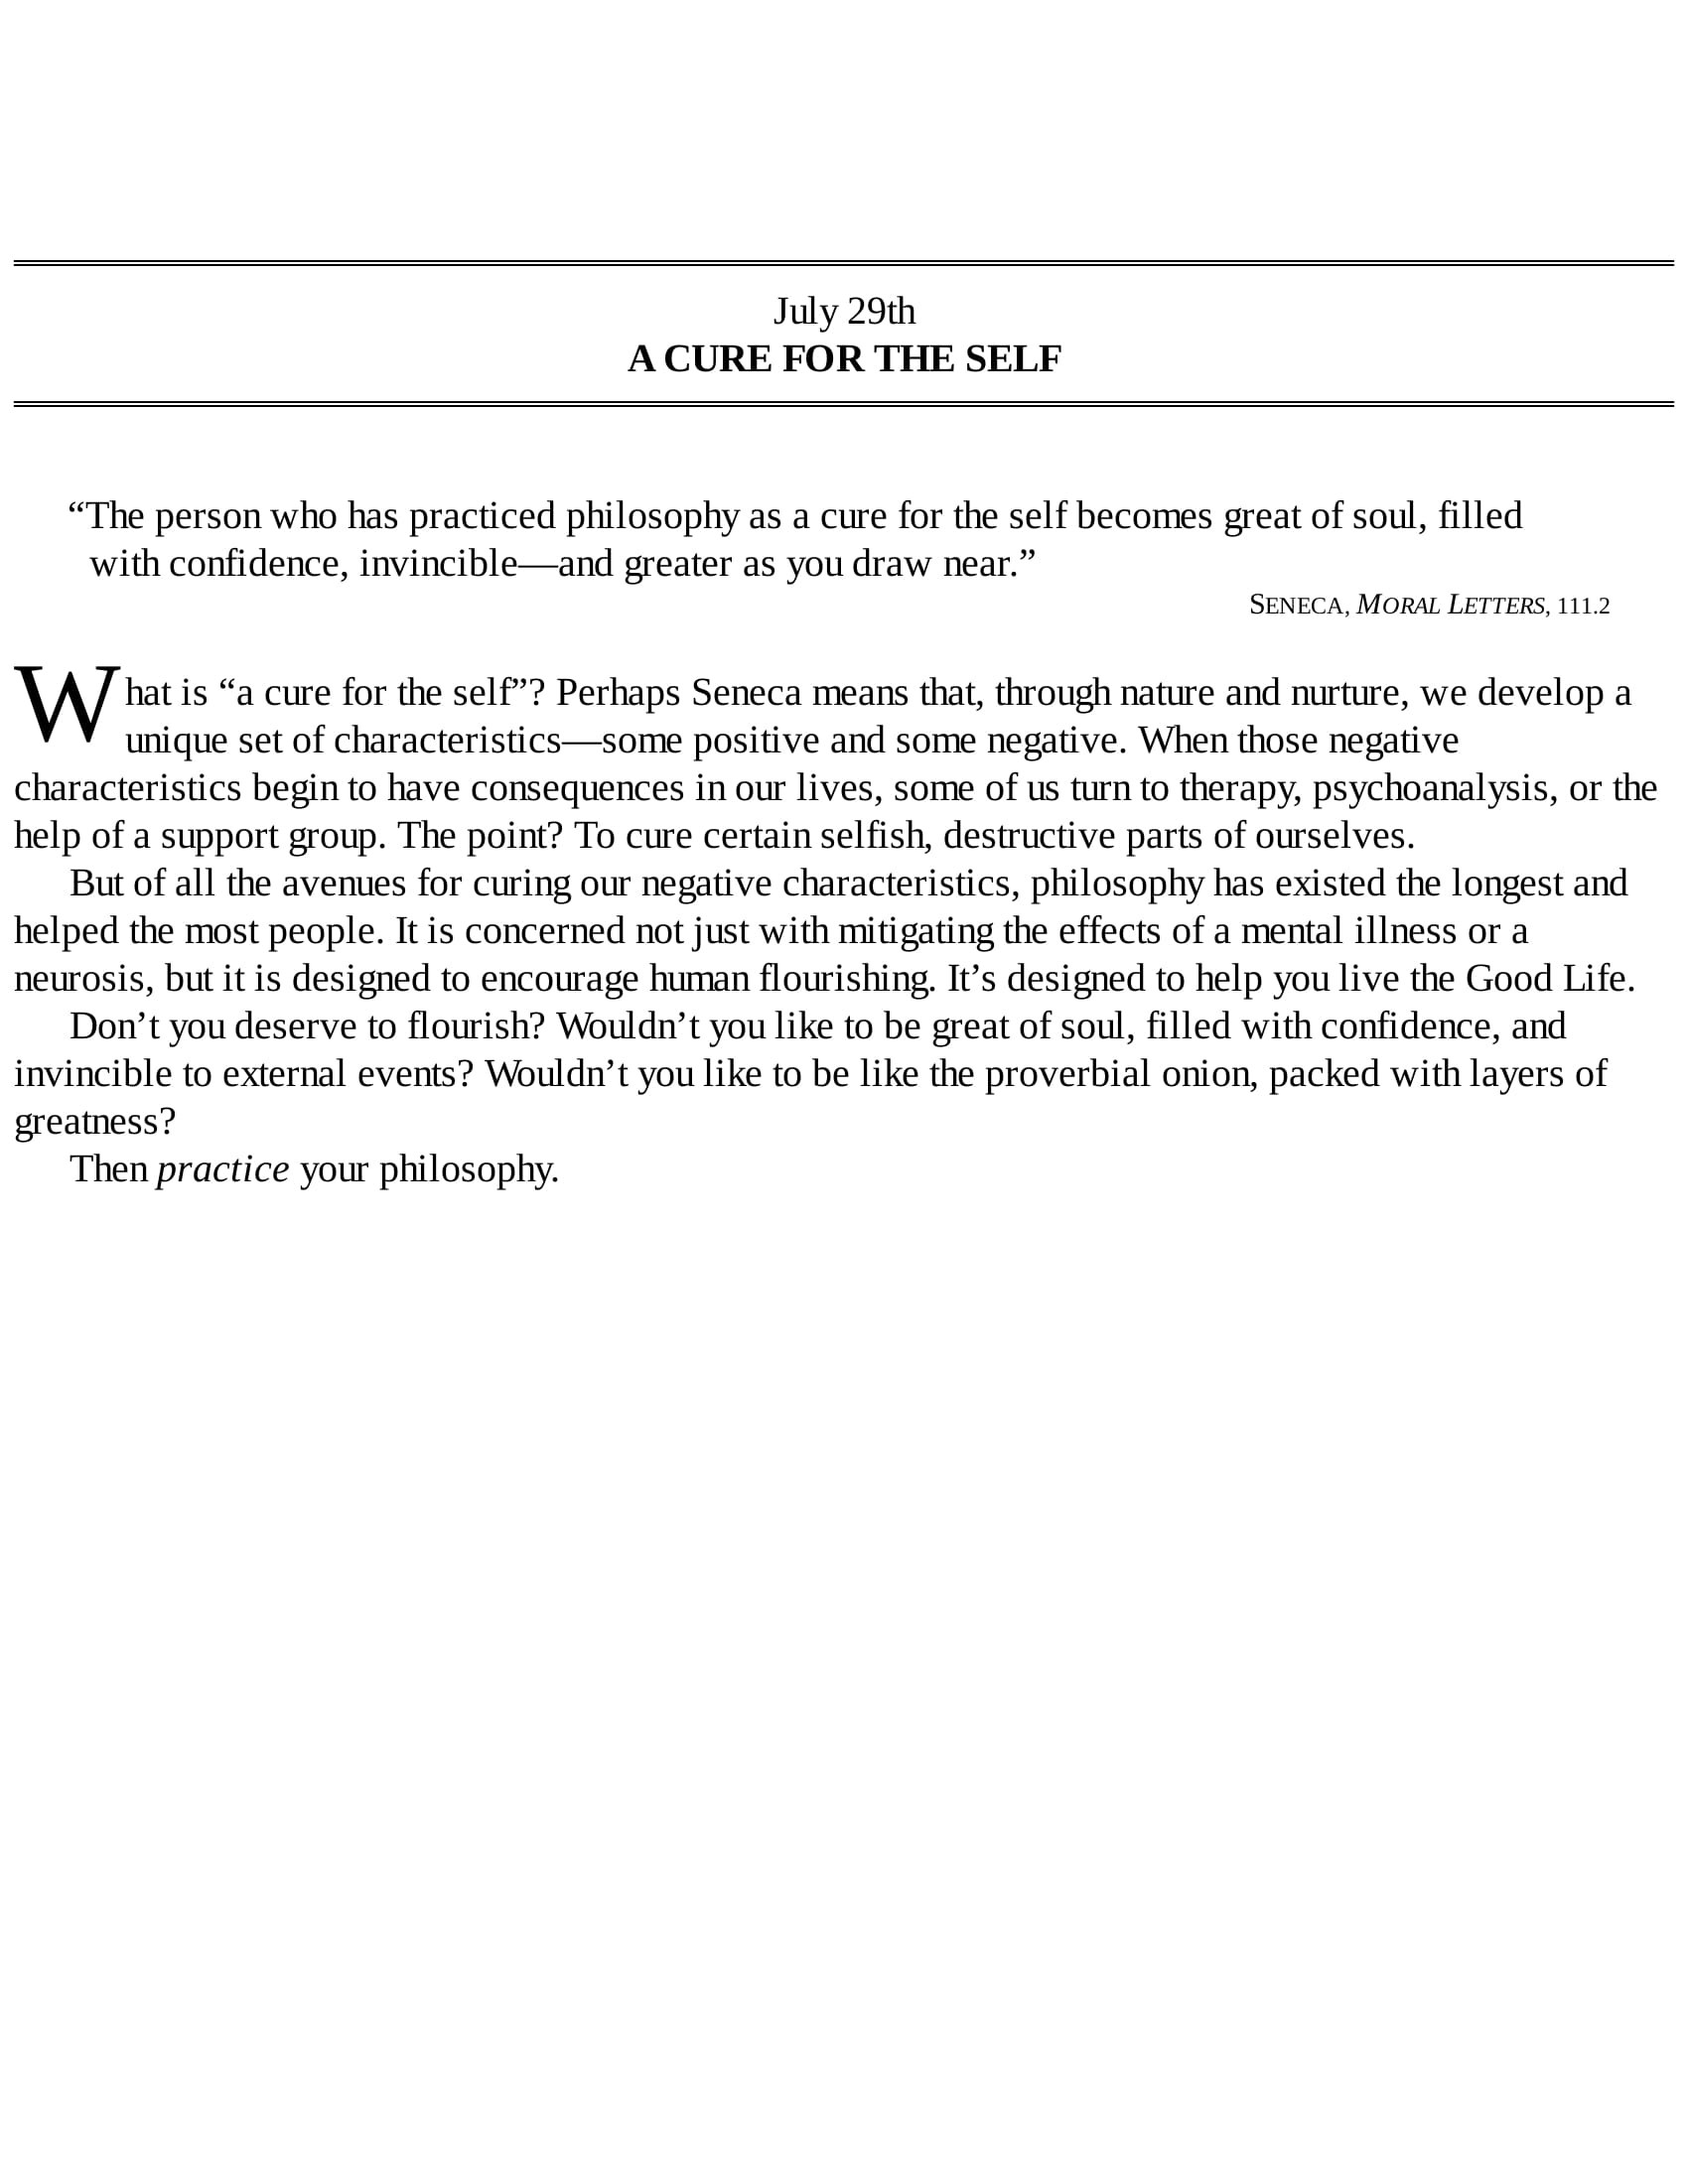 July 29th
A CURE FOR THE SELF
“The person who has practiced philosophy as a cure for the self becomes great of soul, filled
with confidence, invincible—and greater as you draw near.”
SENECA, MORAL LETTERS, 111.2
What is “a cure for the self”? Perhaps Seneca means that, through nature and nurture, we develop a
unique set of characteristics—some positive and some negative. When those negative
characteristics begin to have consequences in our lives, some of us turn to therapy, psychoanalysis, or the
help of a support group. The point? To cure certain selfish, destructive parts of ourselves.
But of all the avenues for curing our negative characteristics, philosophy has existed the longest and
helped the most people. It is concerned not just with mitigating the effects of a mental illness or a
neurosis, but it is designed to encourage human flourishing. It’s designed to help you live the Good Life.
Don’t you deserve to flourish? Wouldn’t you like to be great of soul, filled with confidence, and
invincible to external events? Wouldn’t you like to be like the proverbial onion, packed with layers of
greatness?
Then practice your philosophy.